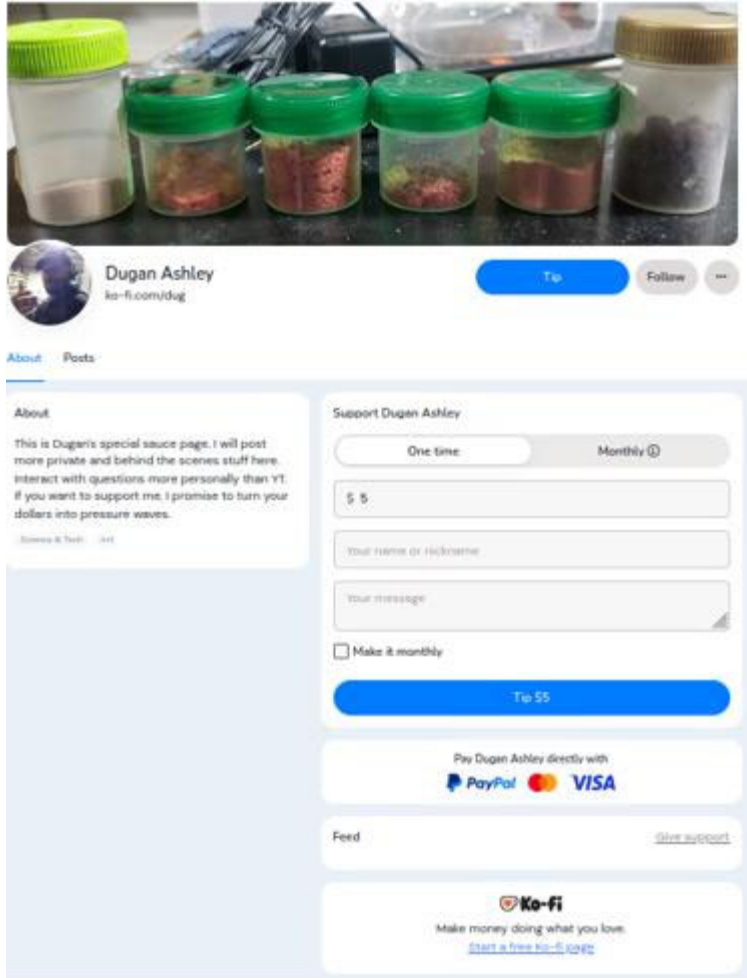 Dugan Ashley
ko-fi.com/dug
Tip
Follow
About
Posts
About
This is Dugan's special sauce page. I will post
more private and behind the scenes stuff here.
Interact with questions more personally than YT.
If you want to support me, I promise to turn your
dollars into pressure waves.
Science & Tech
Art
Support Dugan Ashley
One time
Monthly
$ 5
Your name or nickname
Your message
Make it monthly
Tip $5
Pay Dugan Ashley directly with
PayPal
VISA
Feed
Give support
Ko-fi
Make money doing what you love.
Start a free Ko-fi page